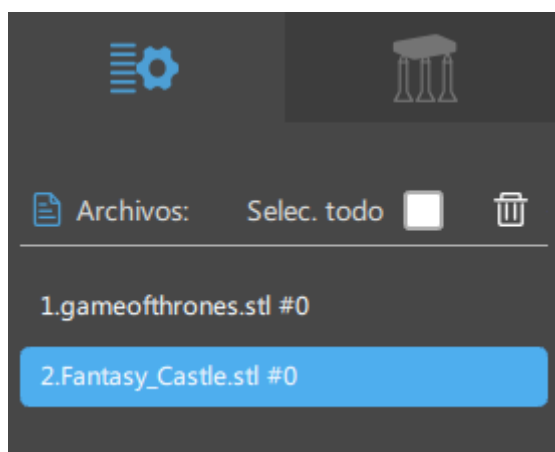 Archivos: Selec. todo
1.gameofthrones.stl #0
2.Fantasy_Castle.stl #0